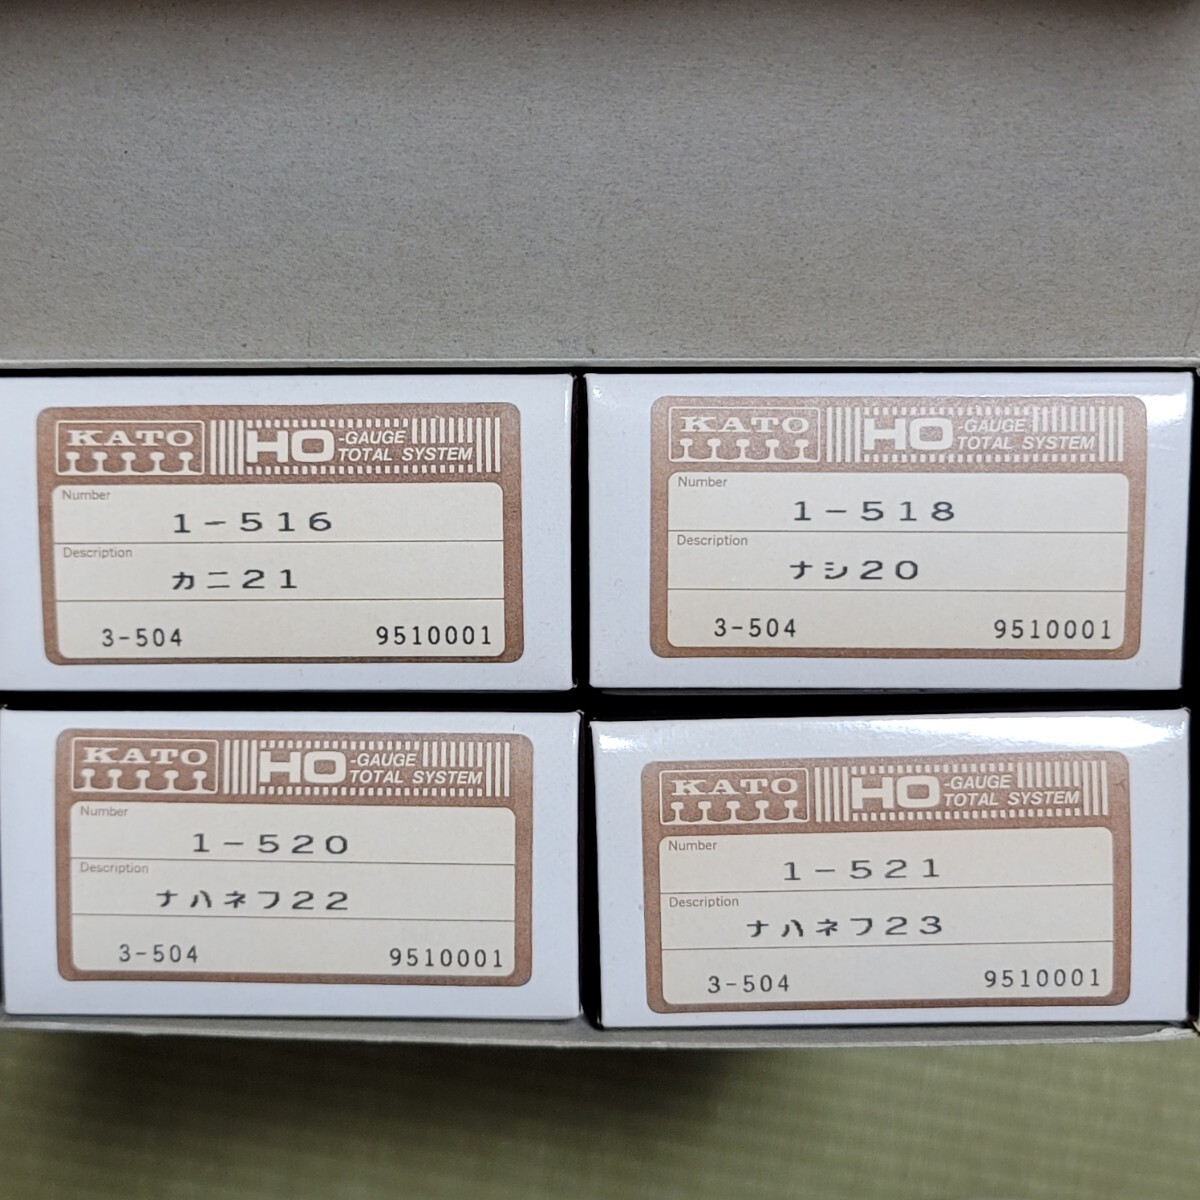 KATO
HO -GAUGE TOTAL SYSTEM
Number
1-516
Description
カニ21
3-504 9510001
KATO
HO -GAUGE TOTAL SYSTEM
Number
1-518
Description
ナシ20
3-504 9510001
KATO
HO -GAUGE TOTAL SYSTEM
Number
1-520
Description
ナハネフ22
3-504 9510001
KATO
HO -GAUGE TOTAL SYSTEM
Number
1-521
Description
ナハネフ23
3-504 9510001